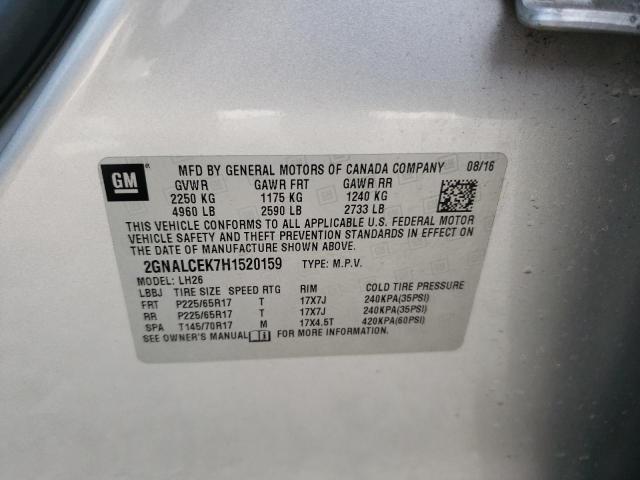 GM MFD BY GENERAL MOTORS OF CANADA COMPANY 08/16
GVWR GAWR FRT GAWR RR
2250 KG 1175 KG 1240 KG
4960 LB 2590 LB 2733 LB
THIS VEHICLE CONFORMS TO ALL APPLICABLE U.S. FEDERAL MOTOR
VEHICLE SAFETY AND THEFT PREVENTION STANDARDS IN EFFECT ON
THE DATE OF MANUFACTURE SHOWN ABOVE.
2GNALCEK7H1520159 TYPE: M.P.V.
MODEL: LH26
LBBJ TIRE SIZE SPEED RTG RIM COLD TIRE PRESSURE
FRT P225/65R17 T 17X7J 240KPA(35PSI)
RR P225/65R17 T 17X7J 240KPA(35PSI)
SPA T145/70R17 M 17X4.5T 420KPA(60PSI)
SEE OWNER'S MANUAL FOR MORE INFORMATION.